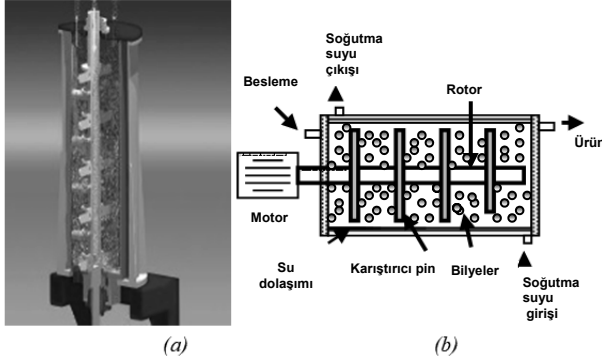 Soğutma
suyu
çıkışı
Besleme
Rotor
Ürün
Motor
Su
dolaşımı
Karıştırıcı pin
Bilyeler
Soğutma
suyu
girişi
(a)
(b)